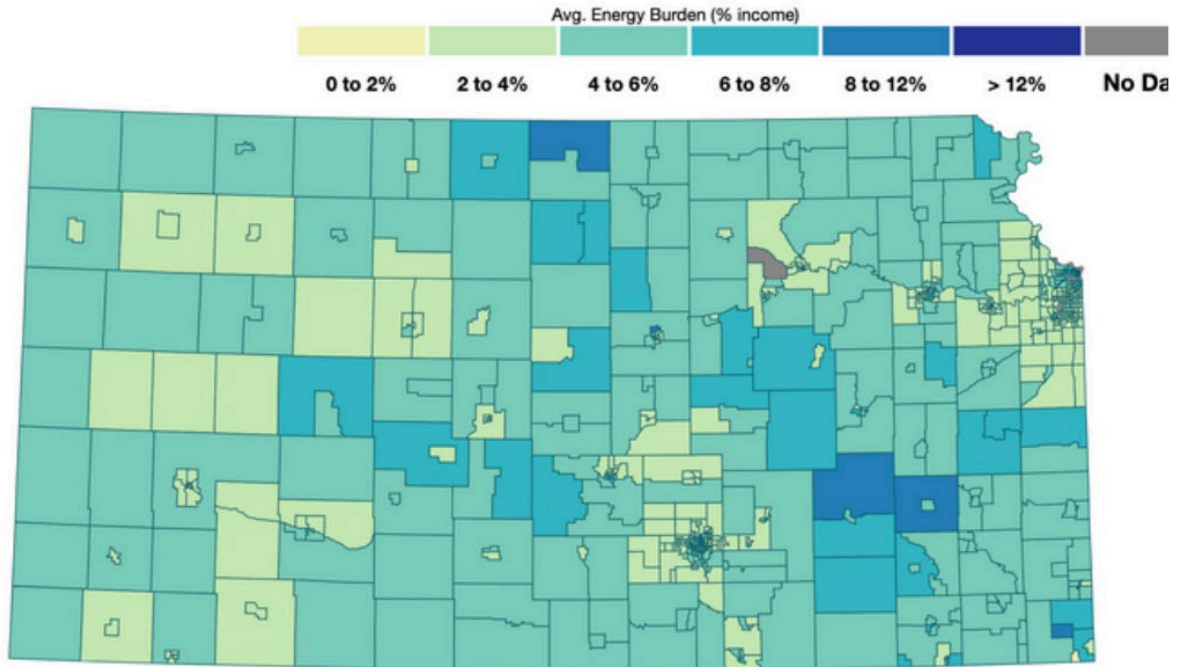 Avg. Energy Burden (% income)
0 to 2% 2 to 4% 4 to 6% 6 to 8% 8 to 12% > 12% No Da